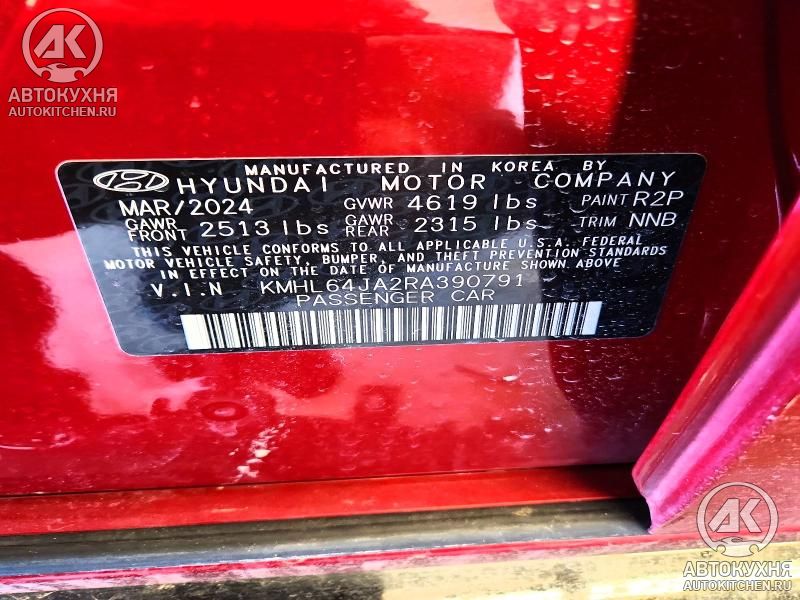 АК
АВТОКУХНЯ
AUTOKITCHEN.RU
MANUFACTURED IN KOREA BY
HYUNDAI MOTOR COMPANY
MAR/2024 GVWR 4619 lbs PAINT R2P
GAWR FRONT 2513 lbs GAWR REAR 2315 lbs TRIM NNB
THIS VEHICLE CONFORMS TO ALL APPLICABLE U.S.A. FEDERAL
MOTOR VEHICLE SAFETY, BUMPER, AND THEFT PREVENTION STANDARDS
IN EFFECT ON THE DATE OF MANUFACTURE SHOWN ABOVE
V.I.N KMHL64JA2RA390791
PASSENGER CAR
АК
АВТОКУХНЯ
AUTOKITCHEN.RU